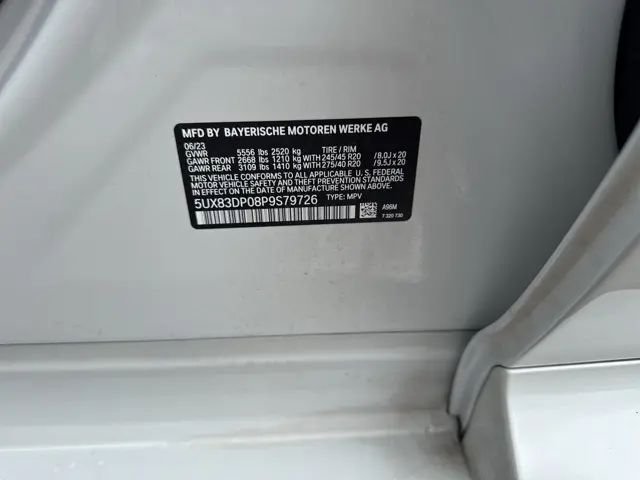 MFD BY BAYERISCHE MOTOREN WERKE AG
06/23
GVWR 5556 lbs 2520 kg TIRE / RIM
GAWR FRONT 2668 lbs 1210 kg WITH 245/45 R20 /8.0J x 20
GAWR REAR 3109 lbs 1410 kg WITH 275/40 R20 /9.5J x 20
THIS VEHICLE CONFORMS TO ALL APPLICABLE U.S. FEDERAL
MOTOR VEHICLE SAFETY STANDARDS IN
EFFECT ON THE DATE OF MANUFACTURE SHOWN ABOVE.
5UX83DP08P9S79726 TYPE: MPV
A96M
7 320 730